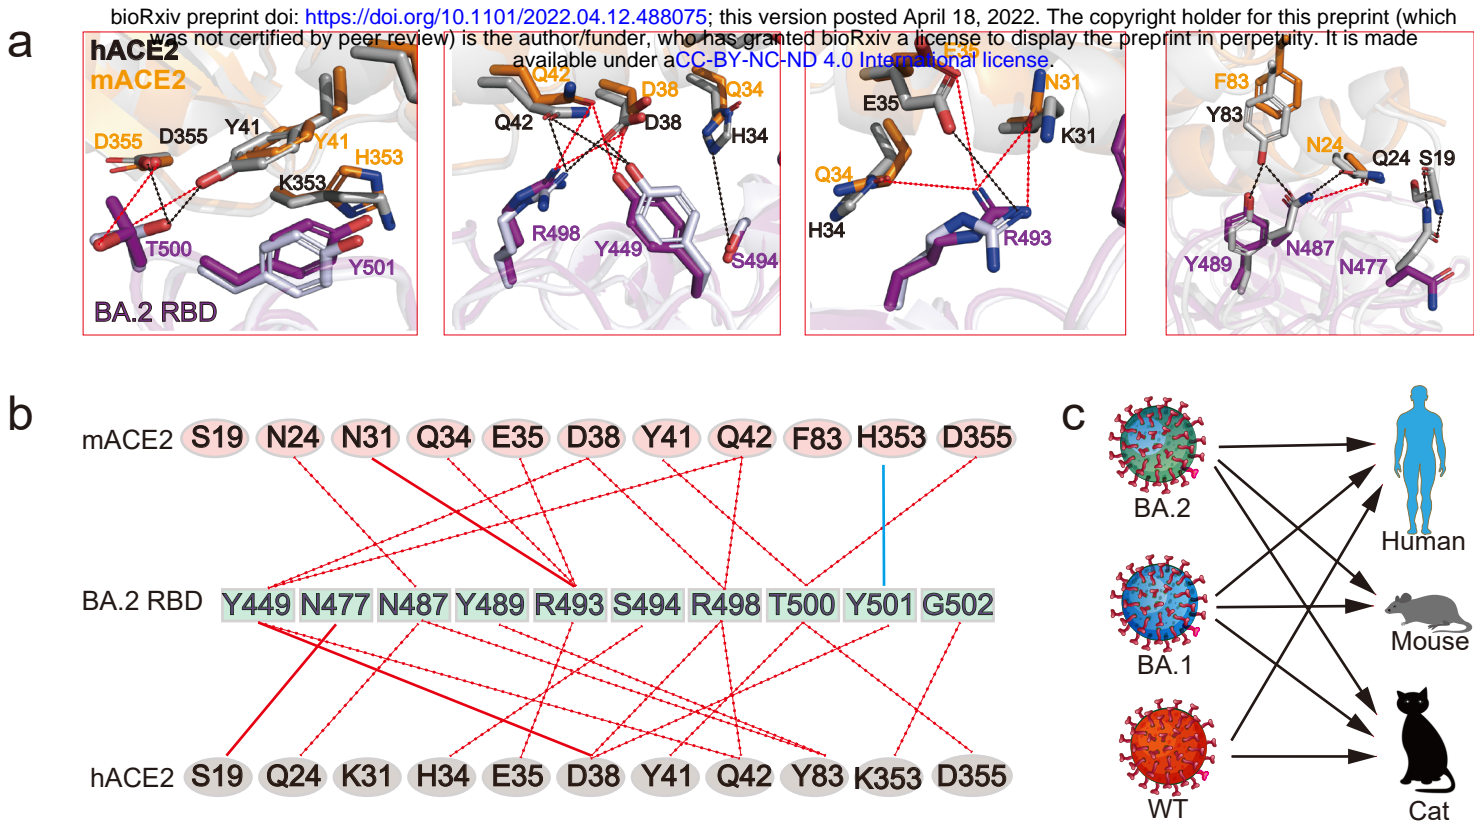 bioRxiv preprint doi: https://doi.org/10.1101/2022.04.12.488075; this version posted April 18, 2022. The copyright holder for this preprint (which
was not certified by peer review) is the author/funder, who has granted bioRxiv a license to display the preprint in perpetuity. It is made
available under aCC-BY-NC-ND 4.0 International license.
a
hACE2
mACE2
D355
D355
Y41
Y41
H353
K353
T500
Y501
BA.2 RBD
Q42
D38
Q34
Q42
D38
H34
R498
Y449
S494
E35
N31
E35
K31
Q34
H34
R493
F83
Y83
N24
Q24
S19
Y489
N487
N477
b
mACE2 S19 N24 N31 Q34 E35 D38 Y41 Q42 F83 H353 D355
BA.2 RBD Y449 N477 N487 Y489 R493 S494 R498 T500 Y501 G502
hACE2 S19 Q24 K31 H34 E35 D38 Y41 Q42 Y83 K353 D355
c
BA.2
Human
BA.1
Mouse
WT
Cat